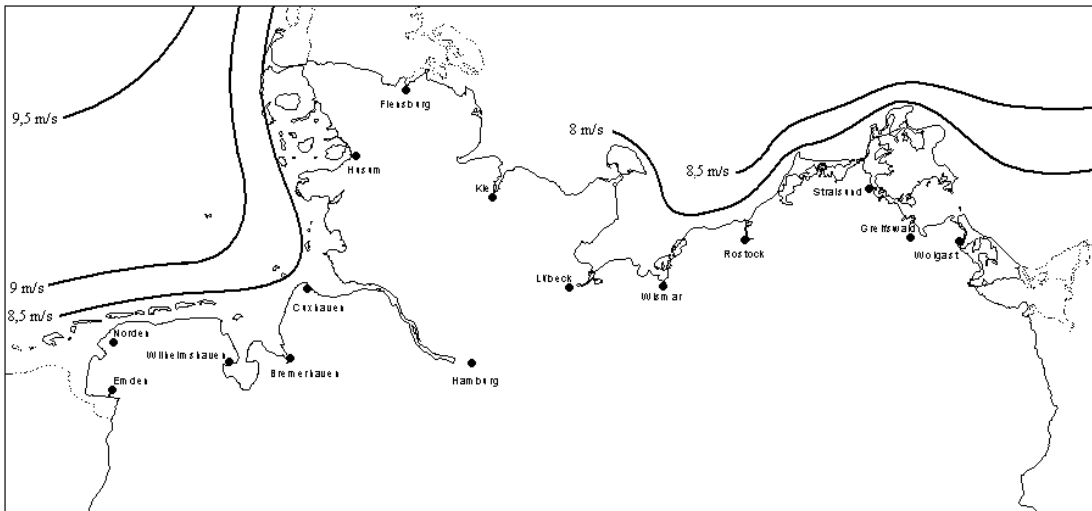 9,5 m/s
Flensburg
8 m/s
Husum
8,5 m/s
Kiel
Stralsund
Greifswald
Rostock
Wolgast
9 m/s
Lübeck
Wismar
Cuxhaven
8,5 m/s
Norden
Wilhelmshaven
Bremerhaven
Hamburg
Emden